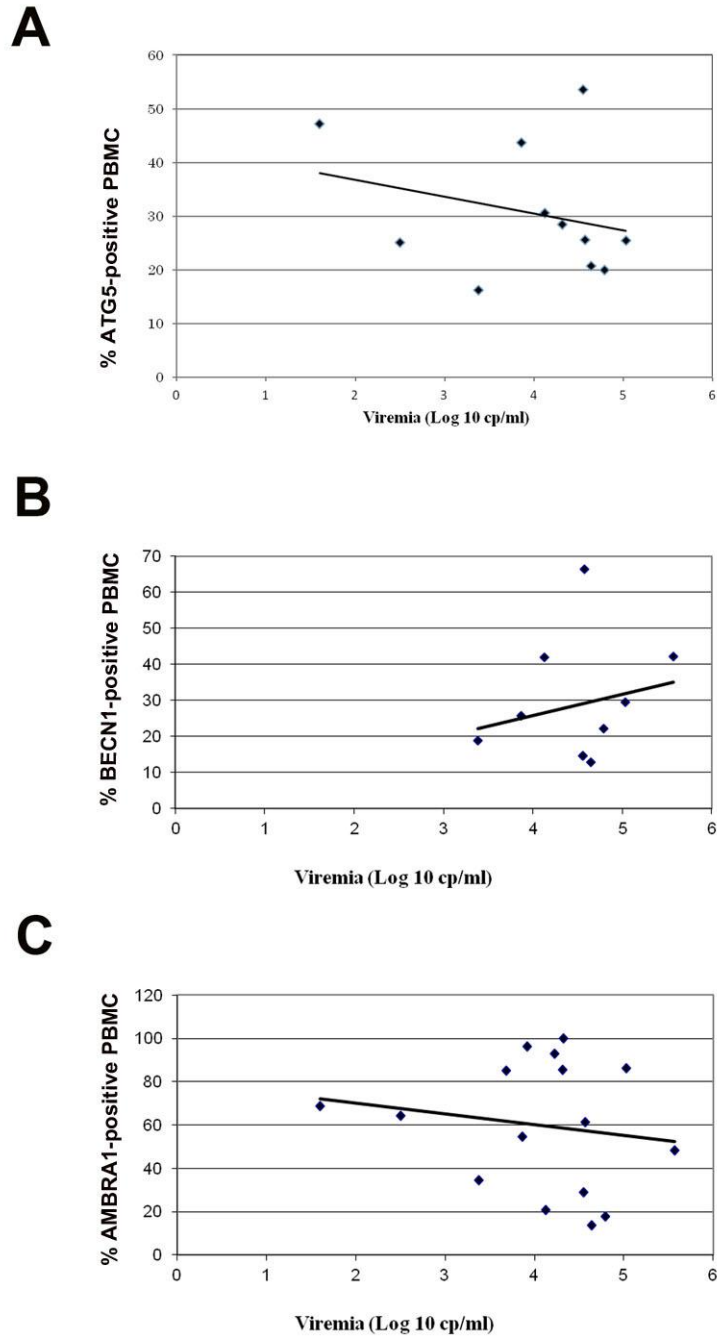 A
% ATG5-positive PBMC
60
50
40
30
20
10
0
0 1 2 3 4 5 6
Viremia (Log 10 cp/ml)
B
% BECN1-positive PBMC
70
60
50
40
30
20
10
0
0 1 2 3 4 5 6
Viremia (Log 10 cp/ml)
C
% AMBRA1-positive PBMC
120
100
80
60
40
20
0
0 1 2 3 4 5 6
Viremia (Log 10 cp/ml)